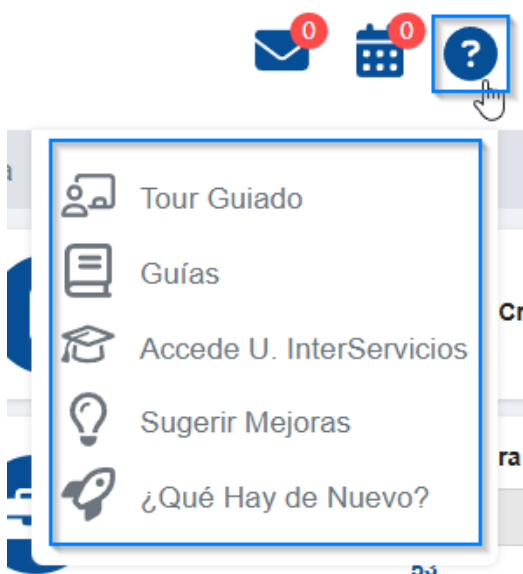 0
0
?
Tour Guiado
Guías
Accede U. InterServicios
Sugerir Mejoras
¿Qué Hay de Nuevo?